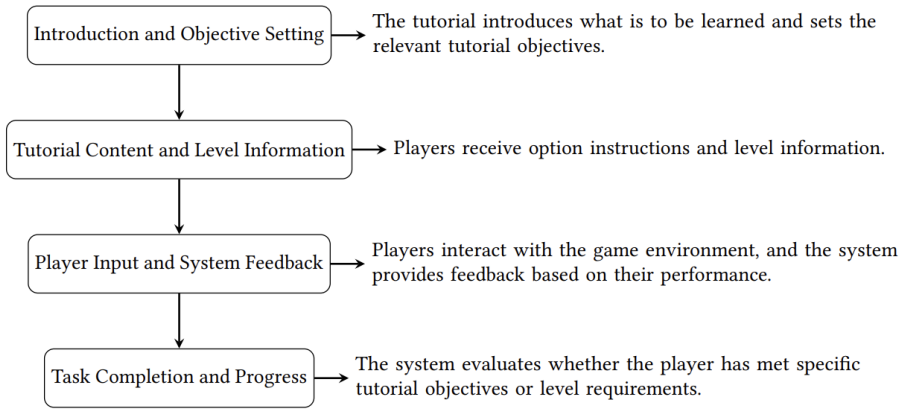 Introduction and Objective Setting
The tutorial introduces what is to be learned and sets the
relevant tutorial objectives.
Tutorial Content and Level Information
Players receive option instructions and level information.
Player Input and System Feedback
Players interact with the game environment, and the system
provides feedback based on their performance.
Task Completion and Progress
The system evaluates whether the player has met specific
tutorial objectives or level requirements.